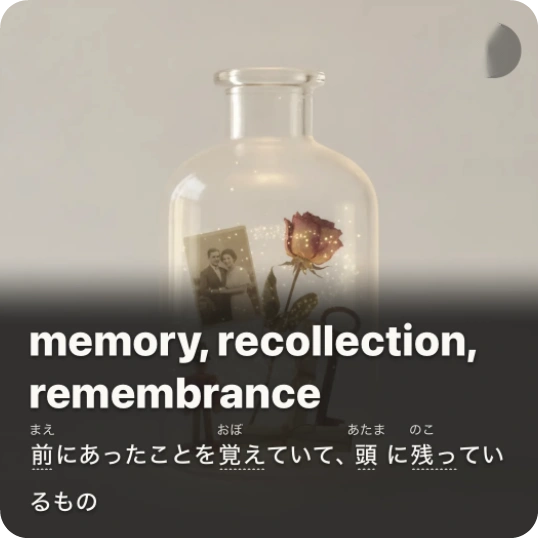 memory, recollection,
remembrance
まえ おぼ あたま のこ
前にあったことを覚えていて、頭に残ってい
るもの